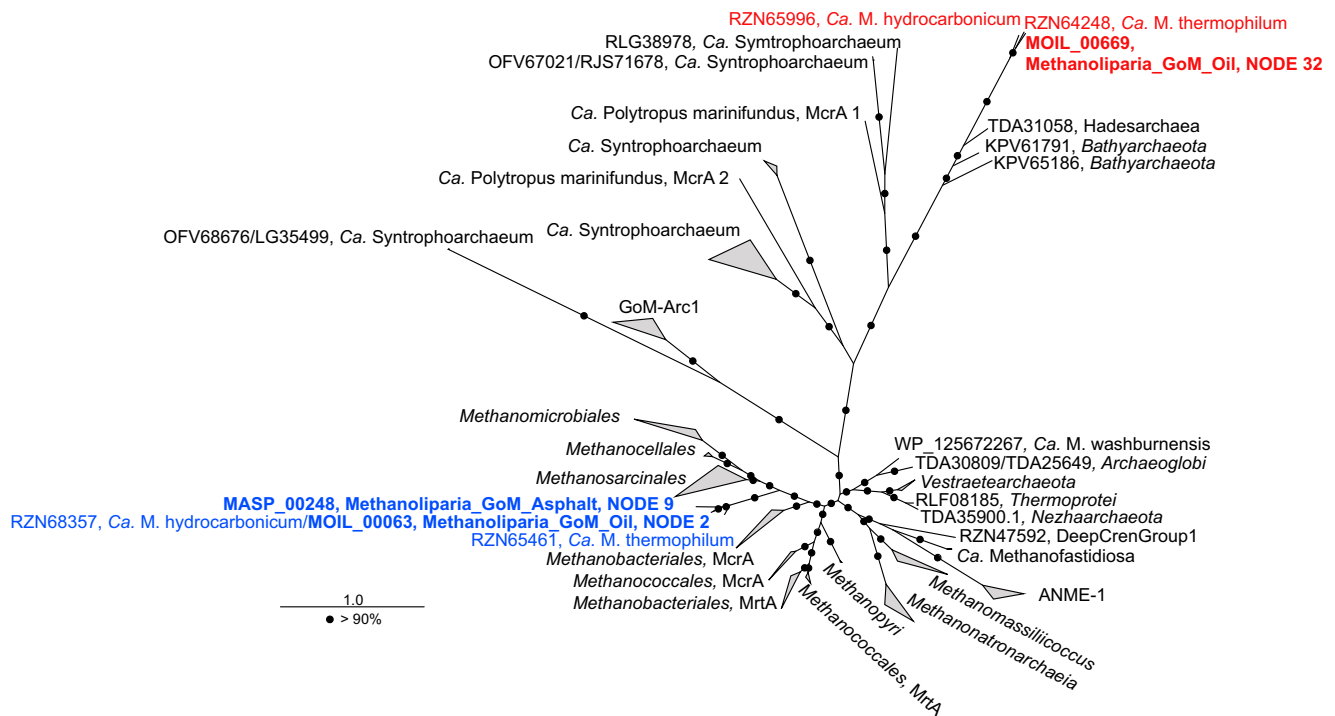 RZN65996, Ca. M. hydrocarbonicum
RZN64248, Ca. M. thermophilum
MOIL_00669,
Methanoliparia_GoM_Oil, NODE 32
RLG38978, Ca. Symtrophoarchaeum
OFV67021/RJS71678, Ca. Syntrophoarchaeum
Ca. Polytropus marinifundus, McrA 1
TDA31058, Hadesarchaea
KPV61791, Bathyarchaeota
KPV65186, Bathyarchaeota
Ca. Syntrophoarchaeum
Ca. Polytropus marinifundus, McrA 2
Ca. Syntrophoarchaeum
OFV68676/LG35499, Ca. Syntrophoarchaeum
GoM-Arc1
Methanomicrobiales
Methanocellales
Methanosarcinales
MASP_00248, Methanoliparia_GoM_Asphalt, NODE 9
RZN68357, Ca. M. hydrocarbonicum/MOIL_00063, Methanoliparia_GoM_Oil, NODE 2
RZN65461, Ca. M. thermophilum
Methanobacteriales, McrA
Methanococcales, McrA
Methanobacteriales, MrtA
Methanococcales, MrtA
Methanopyri
Methanonatronarchaeia
Methanomassiliicoccus
ANME-1
Ca. Methanofastidiosa
RZN47592, DeepCrenGroup1
TDA35900.1, Nezhaarchaeota
RLF08185, Thermoprotei
Vestraetearchaeota
TDA30809/TDA25649, Archaeoglobi
WP_125672267, Ca. M. washburnensis
1.0
> 90%